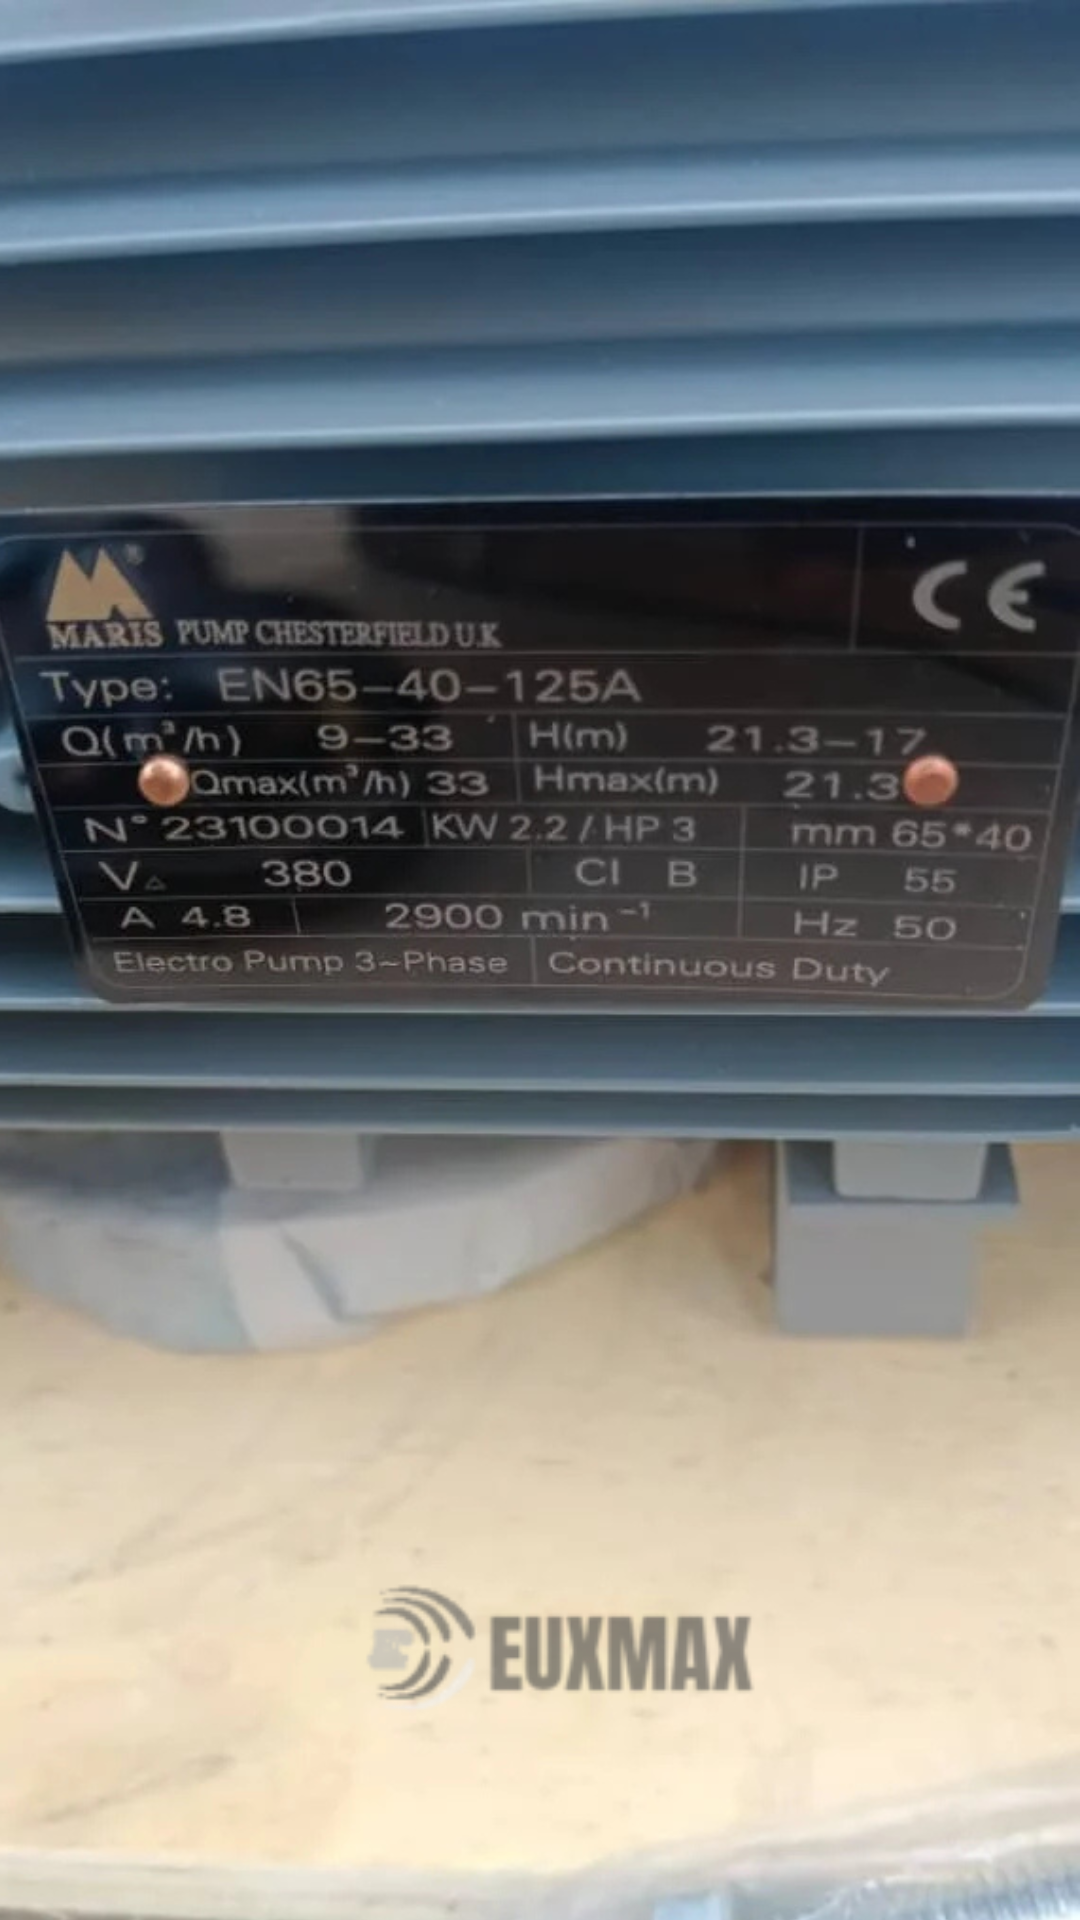 ®
MARIS PUMP CHESTERFIELD U.K
CE
Type: EN65-40-125A
Q(m³/h) 9-33 H(m) 21.3-17
Qmax(m³/h) 33 Hmax(m) 21.3
N° 23100014 KW 2.2 / HP 3 mm 65*40
V△ 380 CI B IP 55
A 4.8 2900 min⁻¹ Hz 50
Electro Pump 3~Phase Continuous Duty
EUXMAX